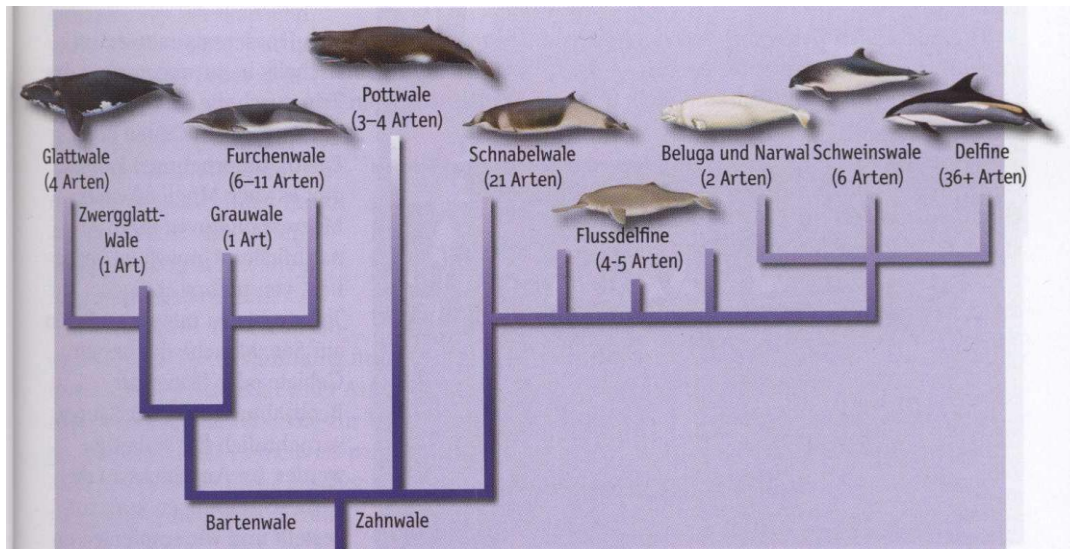 Pottwale
(3–4 Arten)
Glattwale
(4 Arten)
Furchenwale
(6–11 Arten)
Schnabelwale
(21 Arten)
Beluga und Narwal
(2 Arten)
Schweinswale
(6 Arten)
Delfine
(36+ Arten)
Zwergglatt-
Wale
(1 Art)
Grauwale
(1 Art)
Flussdelfine
(4-5 Arten)
Bartenwale
Zahnwale